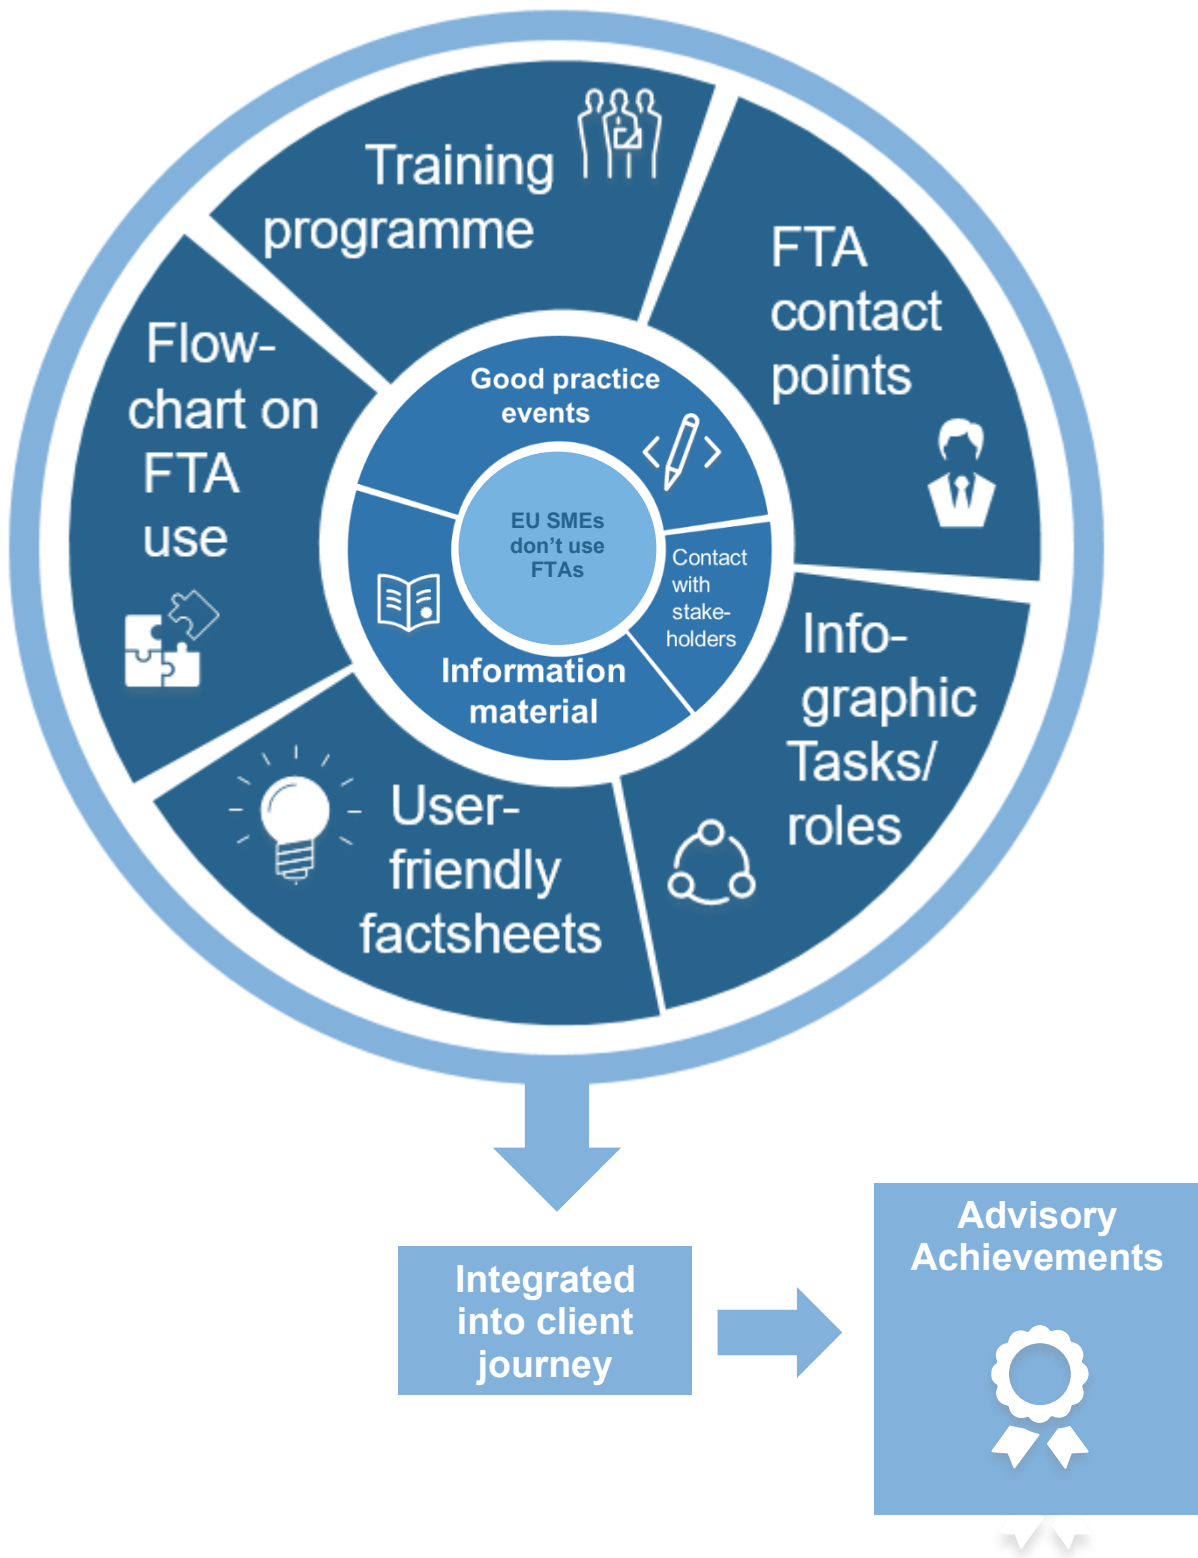 Training
programme
FTA
contact
points
Flow-
chart on
FTA
use
Good practice
events
EU SMEs
don’t use
FTAs
Contact
with
stake-
holders
Information
material
Info-
graphic
Tasks/
roles
User-
friendly
factsheets
Integrated
into client
journey
Advisory
Achievements